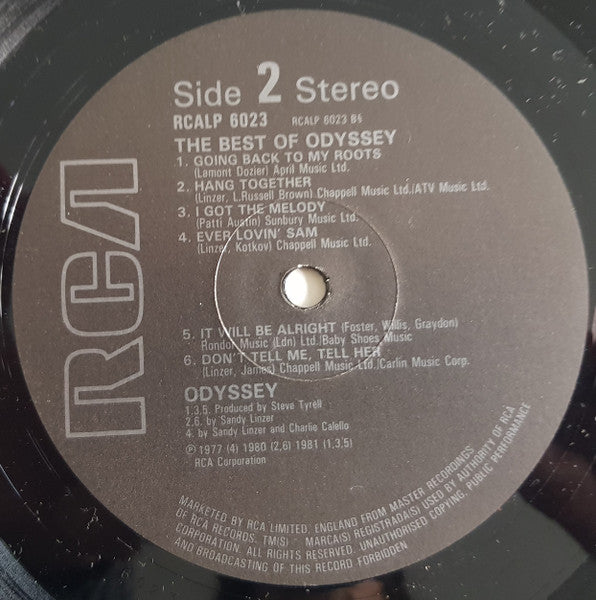 Side 2 Stereo
RCALP 6023 RCALP 6023 B§
THE BEST OF ODYSSEY
1. GOING BACK TO MY ROOTS
(Lamont Dozier) April Music Ltd.
2. HANG TOGETHER
(Linzer, L.Russell Brown) Chappell Music Ltd./ATV Music Ltd.
3. I GOT THE MELODY
(Patti Austin) Sunbury Music Ltd.
4. EVER LOVIN' SAM
(Linzer, Kotkov) Chappell Music Ltd.
RCA
5. IT WILL BE ALRIGHT (Foster, Willis, Graydon)
Rondor Music (Ldn) Ltd./Baby Shoes Music
6. DON'T TELL ME, TELL HER
(Linzer, James) Chappell Music Ltd./Carlin Music Corp.
ODYSSEY
1.3.5. Produced by Steve Tyrell
2.6. by Sandy Linzer
4. by Sandy Linzer and Charlie Calello
℗ 1977 (4) 1980 (2,6) 1981 (1,3,5)
RCA Corporation
MARKETED BY RCA LIMITED. ENGLAND FROM MASTER RECORDINGS
OF RCA RECORDS. TM(S) · MARCA(S) REGISTRADA(S) USED BY AUTHORITY OF RCA
CORPORATION. ALL RIGHTS RESERVED. UNAUTHORISED COPYING, PUBLIC PERFORMANCE
AND BROADCASTING OF THIS RECORD FORBIDDEN